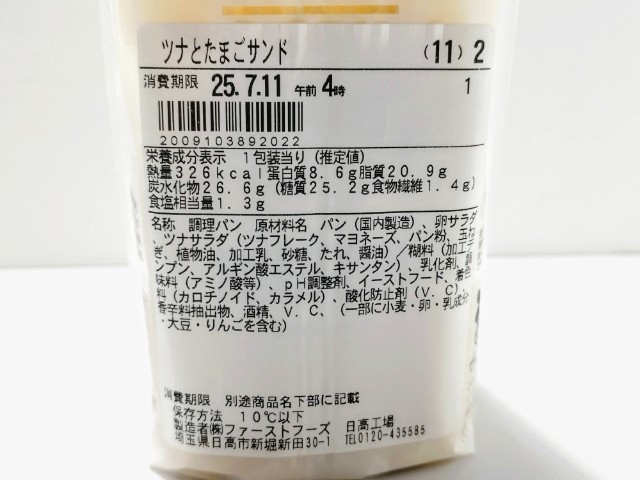 ツナとたまごサンド (11) 2
消費期限 25.7.11 午前 4時 1
2009103892022
栄養成分表示 1包装当り（推定値）
熱量326kcal蛋白質8.6g脂質20.9g
炭水化物26.6g（糖質25.2g食物繊維1.4g）
食塩相当量1.3g
名称 調理パン 原材料名 パン（国内製造）、卵サラダ
、ツナサラダ（ツナフレーク、マヨネーズ、パン粉、玉ね
ぎ、植物油、加工乳、砂糖、たれ、醤油）／糊料（加工デ
ンプン、アルギン酸エステル、キサンタン）、乳化剤、調
味料（アミノ酸等）、pH調整剤、イーストフード、着色
料（カロチノイド、カラメル）、酸化防止剤（V.C）、
香辛料抽出物、酒精、V.C、（一部に小麦・卵・乳成分
・大豆・りんごを含む）
消費期限 別途商品名下部に記載
保存方法 10℃以下
製造者㈱ファーストフーズ 日高工場
埼玉県日高市新堀新田30-1 TEL0120-435585